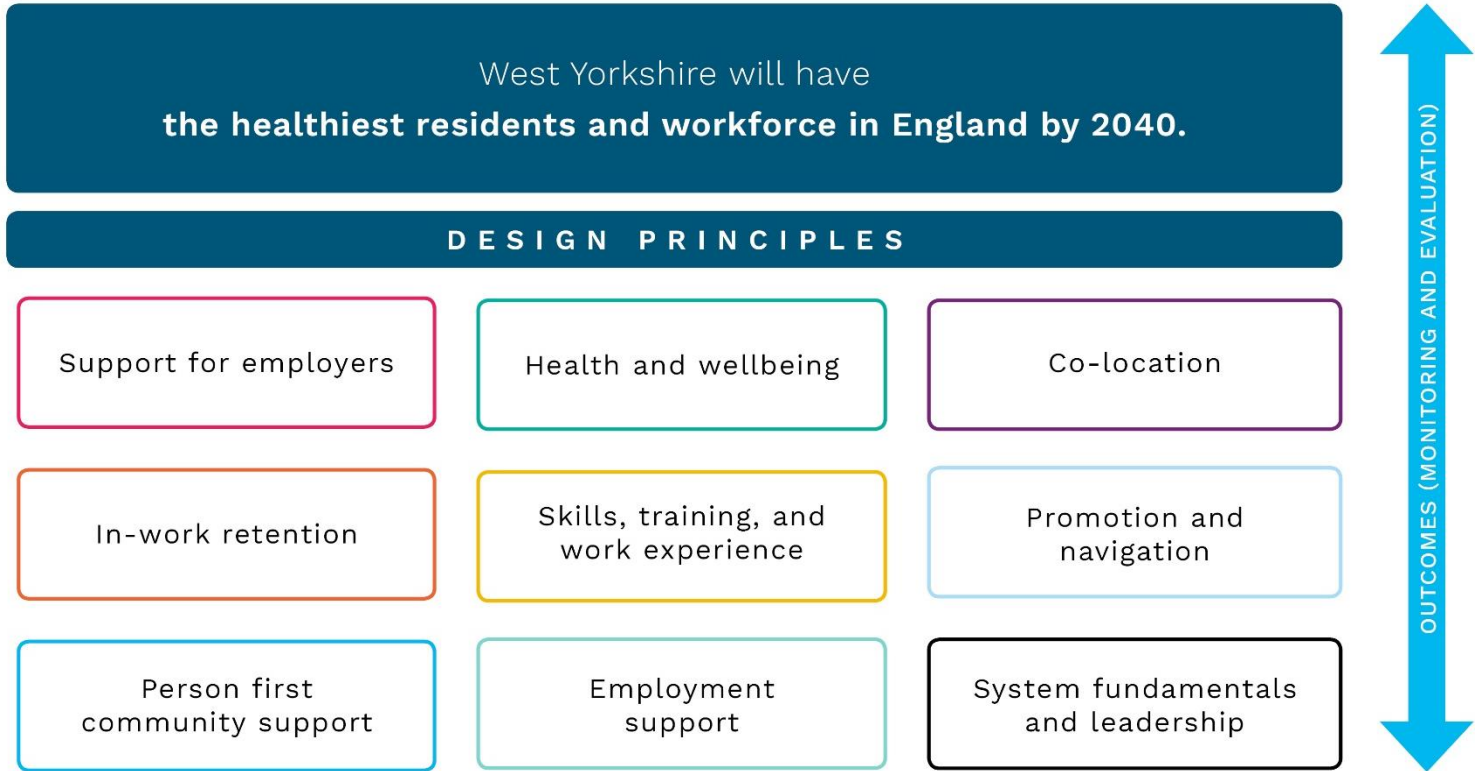 West Yorkshire will have
the healthiest residents and workforce in England by 2040.
DESIGN PRINCIPLES
Support for employers
Health and wellbeing
Co-location
In-work retention
Skills, training, and
work experience
Promotion and
navigation
Person first
community support
Employment
support
System fundamentals
and leadership
OUTCOMES (MONITORING AND EVALUATION)